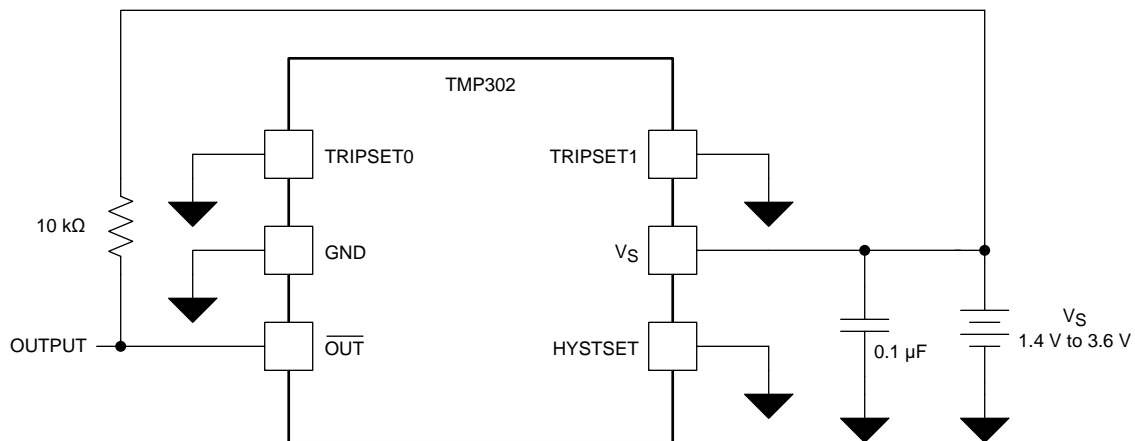 TMP302
TRIPSET0
TRIPSET1
10 kΩ
GND
VS
OUTPUT
OUT
HYSTSET
0.1 µF
VS
1.4 V to 3.6 V